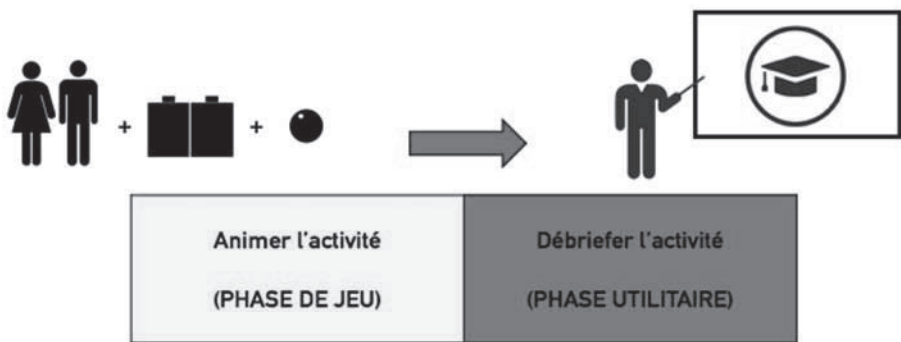 + +
Animer l'activité
(PHASE DE JEU)
Débriefer l'activité
(PHASE UTILITAIRE)